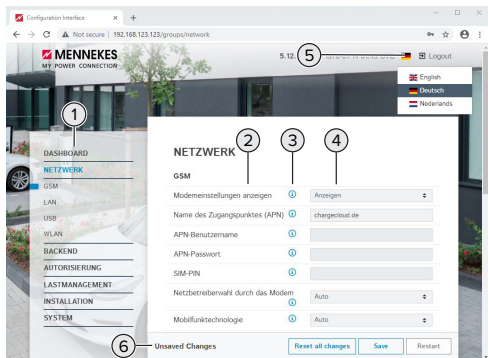 Configuration Interface
Not secure | 192.168.123.123/groups/network
MENNEKES
MY POWER CONNECTION
5.12.
5
Logout
English
Deutsch
Nederlands
1
DASHBOARD
NETZWERK
GSM
LAN
USB
WLAN
BACKEND
AUTORISIERUNG
LASTMANAGEMENT
INSTALLATION
SYSTEM
NETZWERK
2
3
4
GSM
Modemeinstellungen anzeigen
Anzeigen
Name des Zugangspunktes (APN)
chargecloud.de
APN-Benutzername
APN-Passwort
SIM-PIN
Netzbetreiberwahl durch das Modem
Auto
Mobilfunktechnologie
Auto
6
Unsaved Changes
Reset all changes
Save
Restart